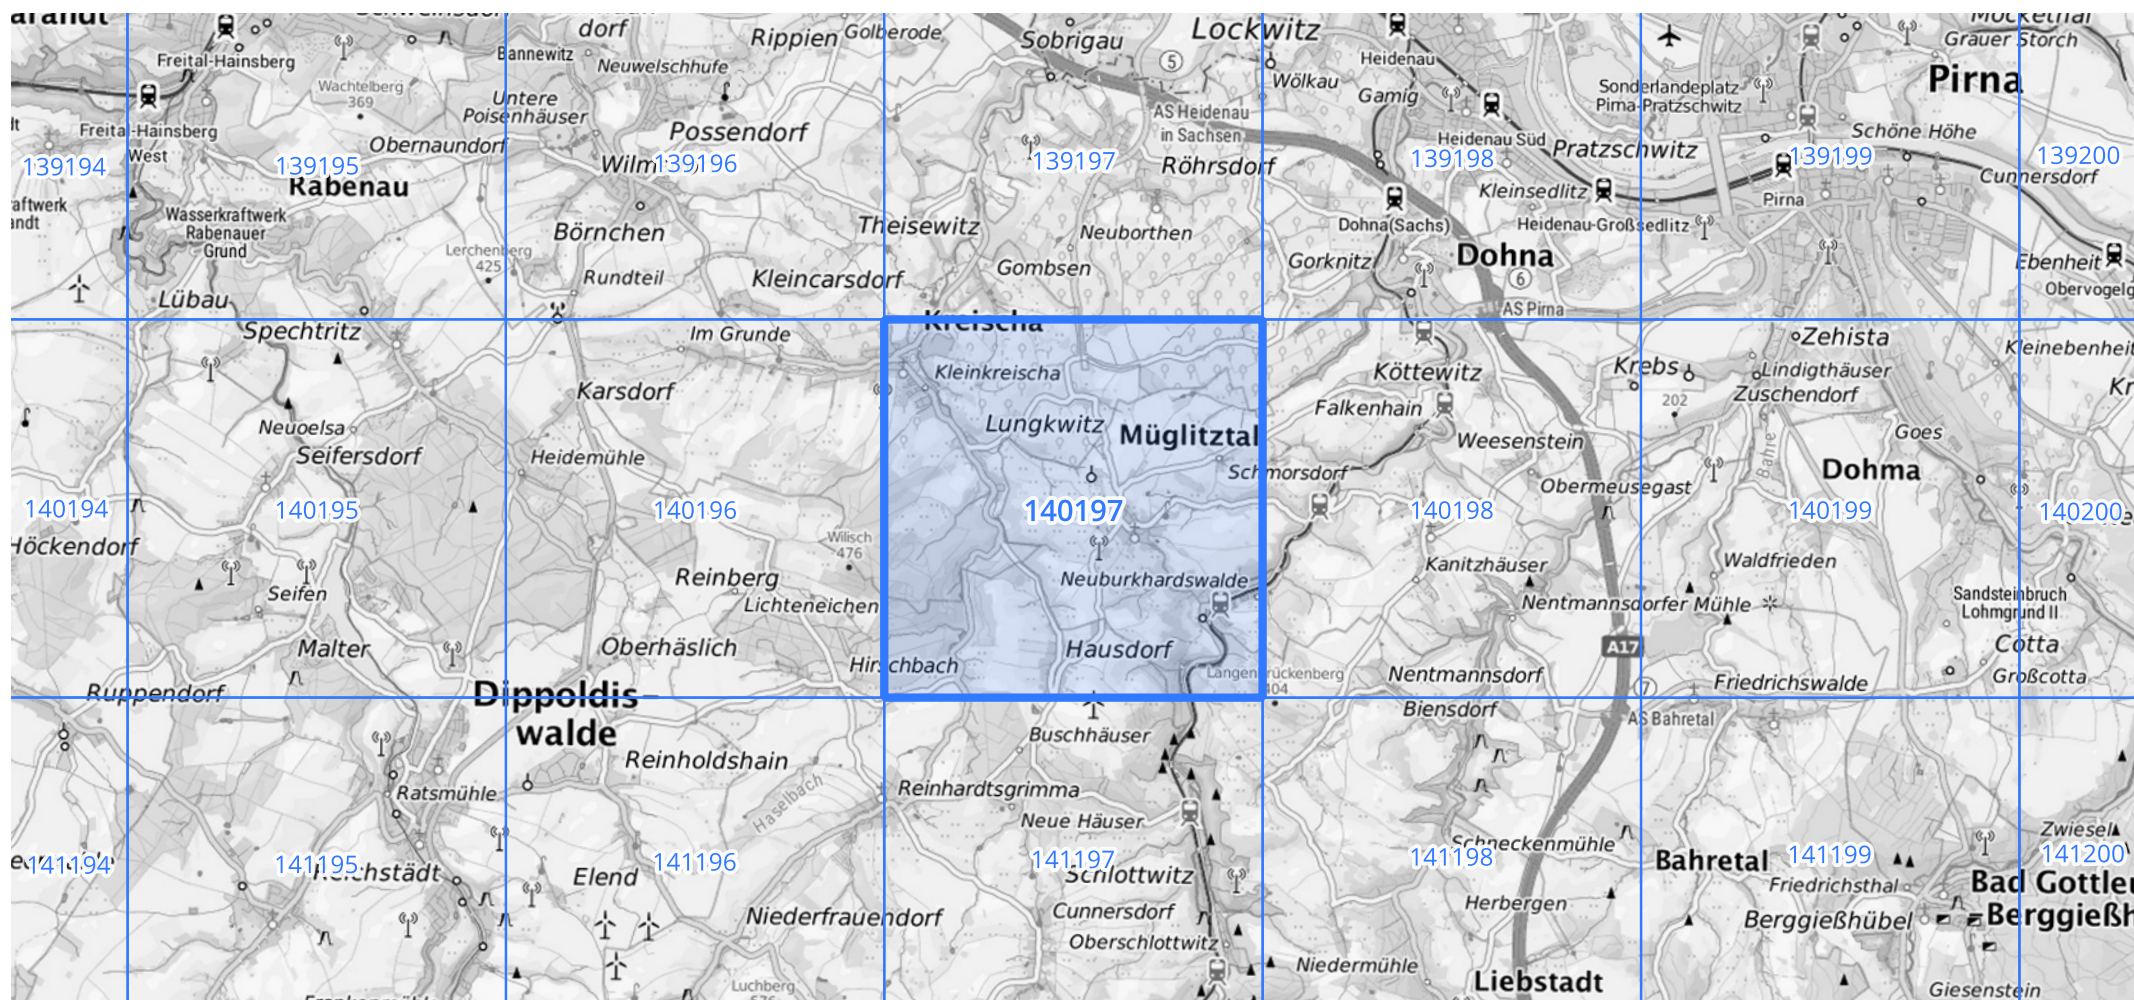 Freital-Hainsberg
Wachtelberg
369
Freital-Hainsberg
West
Obernaundorf
139194
139195
Rabenau
Wasserkraftwerk
Rabenauer
Grund
Lübau
dorf
Bannewitz
Neuwelschhufe
Rippien
Golberode
Untere
Poisenhäuser
Possendorf
139196
Börnchen
Lerchenberg
425
Rundteil
Kleincarsdorf
Sobrigau
Lockwitz
5
AS Heidenau
in Sachsen
139197
Röhrsdorf
Theisewitz
Neuborthen
Gombsen
Kreischa
Heidenau
Wölkau
Gamig
Heidenau Süd
Pratzschwitz
139198
Kleinsedlitz
Dohna(Sachs)
Heidenau-Großsedlitz
Gorknitz
Dohna
6
AS Pirna
Mockethal
Grauer Storch
Pirna
Sonderlandeplatz
Pirna-Pratzschwitz
Schöne Höhe
139199
139200
Cunnersdorf
Pirna
Ebenheit
Spechtritz
Neuoelsa
Seifersdorf
140194
140195
Höckendorf
Seifen
Malter
Ruppendorf
Im Grunde
Karsdorf
Heidemühle
140196
Wilisch
476
Reinberg
Lichteneichen
Oberhäslich
Hirschbach
Kleinkreischa
Lungkwitz
Müglitztal
Schmorsdorf
140197
Neuburkhardswalde
Hausdorf
Köttewitz
Falkenhain
Weesenstein
Obermeusegast
140198
Kanitzhäuser
Nentmannsdorfer Mühle
A17
Nentmannsdorf
7
Krebs
202
Zehista
Lindigthäuser
Zuschendorf
Kleinebenheit
Goes
Bahre
Dohma
140199
140200
Waldfrieden
Sandsteinbruch
Lohmgrund II
Cotta
Großcotta
Friedrichswalde
Dippoldis-
walde
Reinholdshain
Ratsmühle
Haselbach
141194
141195
Reichstädt
141196
Elend
Niederfrauendorf
Luchberg
576
Buschhäuser
Reinhardtsgrimma
Neue Häuser
141197
Schlottwitz
Cunnersdorf
Oberschlottwitz
Biensdorf
AS Bahretal
Schneckenmühle
141198
Herbergen
Niedermühle
Liebstadt
Bahretal
141199
Zwiesel
141200
Friedrichsthal
Berggießhübel
Giesenstein